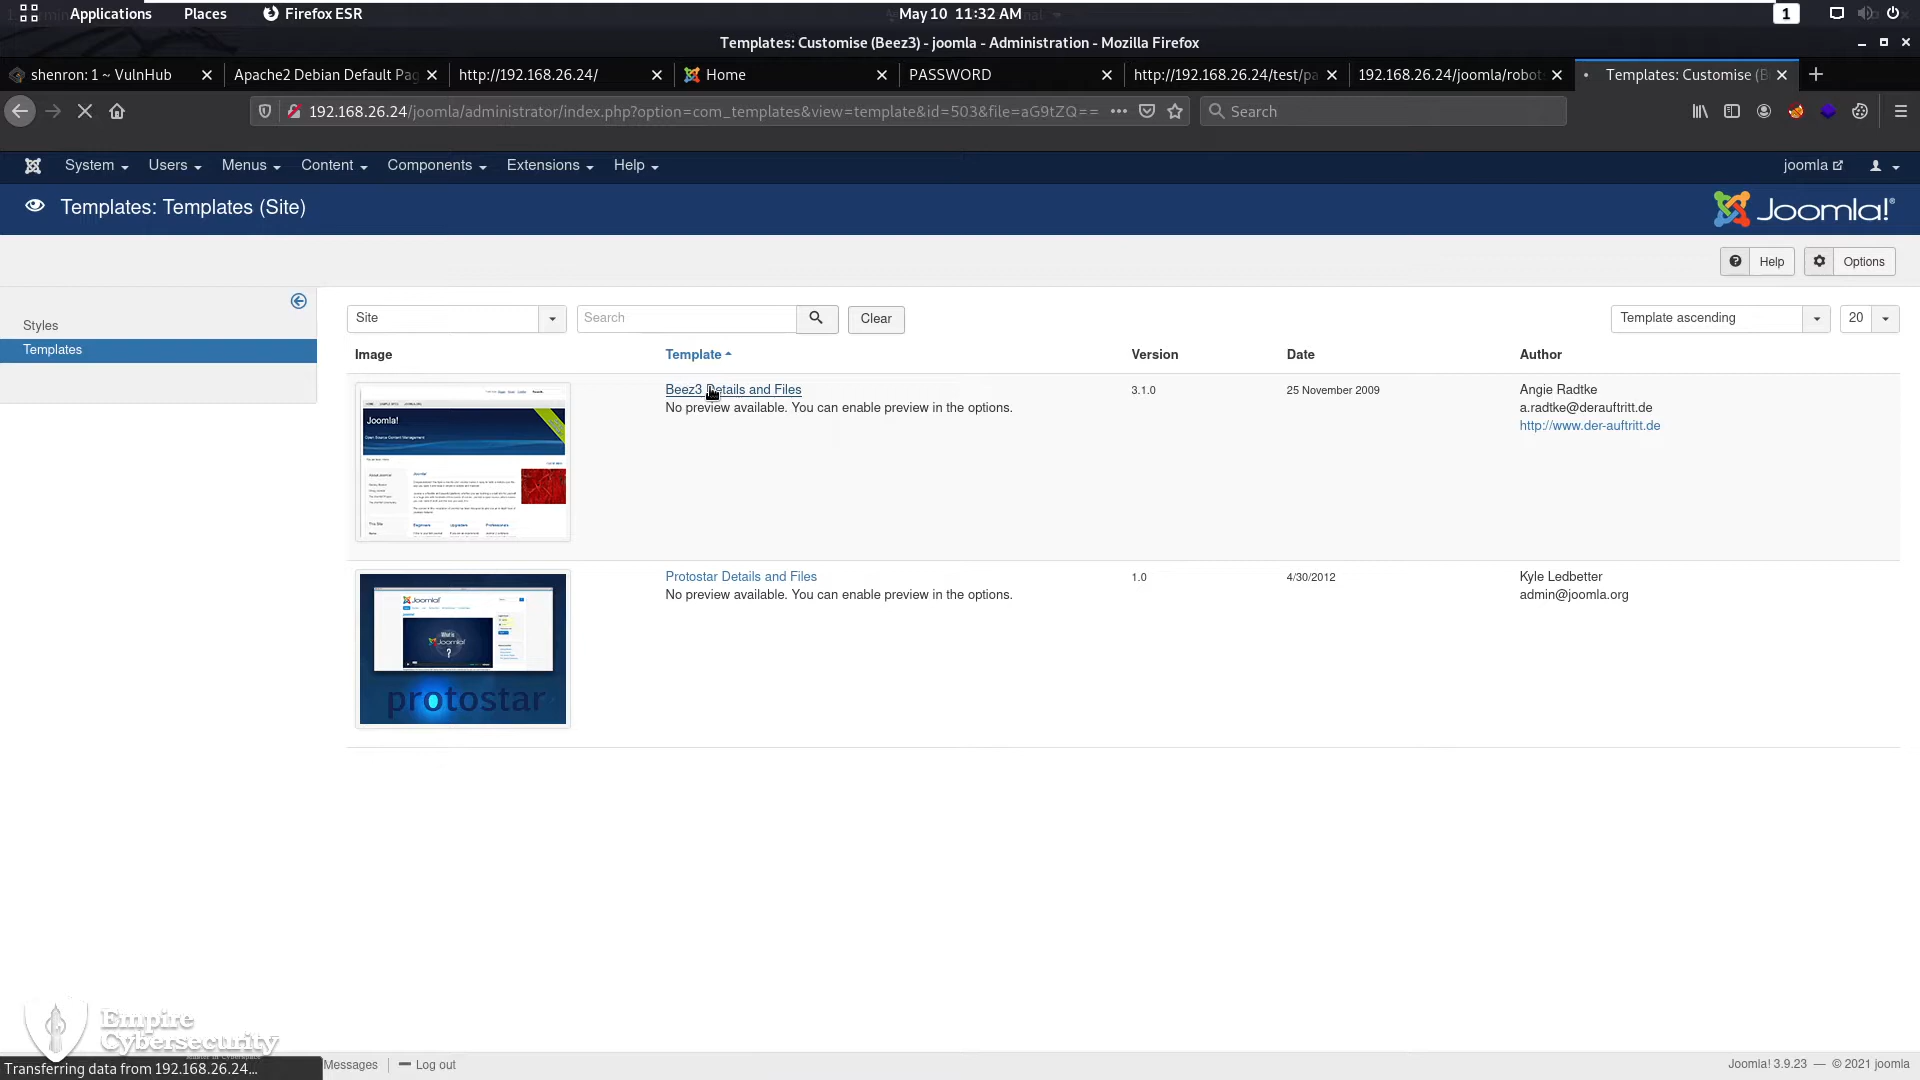 Applications Places Firefox ESR May 10 11:32 AM 1
Templates: Customise (Beez3) - joomla - Administration - Mozilla Firefox
shenron: 1 ~ VulnHub Apache2 Debian Default Pag http://192.168.26.24/ Home PASSWORD http://192.168.26.24/test/pa 192.168.26.24/joomla/robot Templates: Customise (B
192.168.26.24/joomla/administrator/index.php?option=com_templates&view=template&id=503&file=aG9tZQ== Search
System Users Menus Content Components Extensions Help joomla
Templates: Templates (Site) Joomla!®
Help Options
Styles
Templates
Site Search Clear Template ascending 20
Image Template Version Date Author
Beez3 Details and Files 3.1.0 25 November 2009 Angie Radtke
No preview available. You can enable preview in the options. a.radtke@derauftritt.de
http://www.der-auftritt.de
Joomla!
Protostar Details and Files 1.0 4/30/2012 Kyle Ledbetter
No preview available. You can enable preview in the options. admin@joomla.org
Joomla!
What is
Joomla!
?
protostar
Empire
Cybersecurity
Messages Log out Joomla! 3.9.23 — © 2021 joomla
Transferring data from 192.168.26.24...